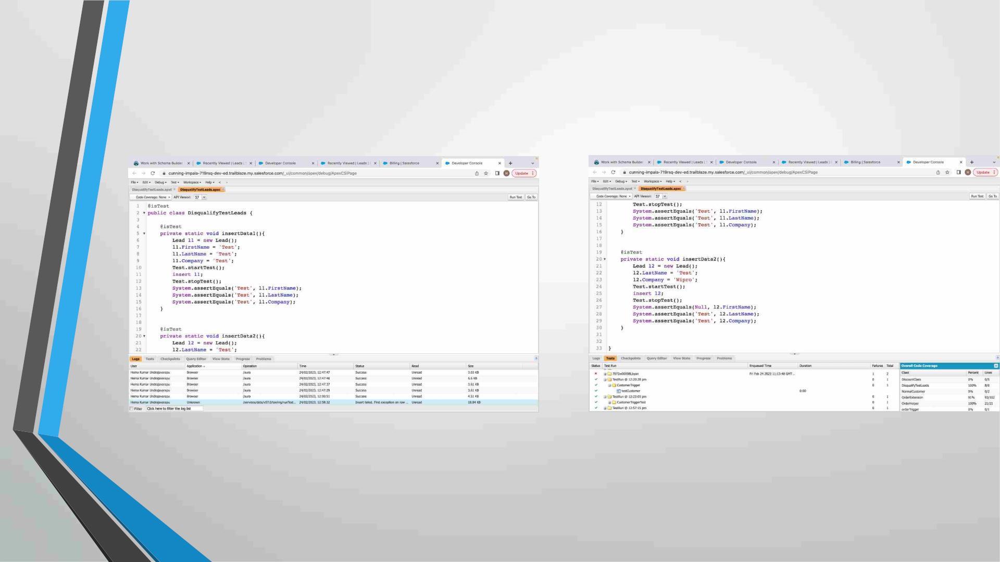 Work with Schema Builder
Recently Viewed | Leads |
Developer Console
Recently Viewed | Leads |
Billing | Salesforce
Developer Console
cunning-impala-719rsq-dev-ed.trailblaze.my.salesforce.com/_ui/common/apex/debug/ApexCSIPage
Update
File Edit Debug Test Workspace Help < >
DisqualifyTestLeads.apxt DisqualifyTestLeads.apxc
Code Coverage: None API Version: 57 Run Test Go To
1 @isTest
2 public class DisqualifyTestLeads {
3
4 @isTest
5 private static void insertData1(){
6 Lead l1 = new Lead();
7 l1.FirstName = 'Test';
8 l1.LastName = 'Test';
9 l1.Company = 'Test';
10 Test.startTest();
11 insert l1;
12 Test.stopTest();
13 System.assertEquals('Test', l1.FirstName);
14 System.assertEquals('Test', l1.LastName);
15 System.assertEquals('Test', l1.Company);
16 }
17
18
19 @isTest
20 private static void insertData2(){
21 Lead l2 = new Lead();
22 l2.LastName = 'Test';
Logs Tests Checkpoints Query Editor View State Progress Problems
User Application Operation Time Status Read Size
Hema Kumar Undrajavarapu Browser /aura 24/02/2023, 12:47:47 Success Unread 3.03 KB
Hema Kumar Undrajavarapu Browser /aura 24/02/2023, 12:47:46 Success Unread 6.6 KB
Hema Kumar Undrajavarapu Browser /aura 24/02/2023, 12:47:37 Success Unread 3.61 KB
Hema Kumar Undrajavarapu Browser /aura 24/02/2023, 12:47:29 Success Unread 3.61 KB
Hema Kumar Undrajavarapu Browser /aura 24/02/2023, 12:00:51 Success Unread 4.51 KB
Hema Kumar Undrajavarapu Unknown /services/data/v57.0/tooling/runTest... 24/02/2023, 12:58:32 Insert failed. First exception on row ... Unread 18.84 KB
Filter Click here to filter the log list
Work with Schema Builder
Recently Viewed | Leads |
Developer Console
Recently Viewed | Leads |
Billing | Salesforce
Developer Console
cunning-impala-719rsq-dev-ed.trailblaze.my.salesforce.com/_ui/common/apex/debug/ApexCSIPage
Update
File Edit Debug Test Workspace Help < >
DisqualifyTestLeads.apxt DisqualifyTestLeads.apxc
Code Coverage: None API Version: 57 Run Test Go To
12 Test.stopTest();
13 System.assertEquals('Test', l1.FirstName);
14 System.assertEquals('Test', l1.LastName);
15 System.assertEquals('Test', l1.Company);
16 }
17
18
19 @isTest
20 private static void insertData2(){
21 Lead l2 = new Lead();
22 l2.LastName = 'Test';
23 l2.Company = 'Wipro';
24 Test.startTest();
25 insert l2;
26 Test.stopTest();
27 System.assertEquals(Null, l2.FirstName);
28 System.assertEquals('Test', l2.LastName);
29 System.assertEquals('Test', l2.Company);
30 }
31
32
33 }
Logs Tests Checkpoints Query Editor View State Progress Problems
Status Test Run Enqueued Time Duration Failures Total
Fri Feb 24 2023 11:13:48 GMT... 1 2
TestRun @ 12:20:28 pm 0 1
CustomerTrigger 0 1
testCustomer 0:00
TestRun @ 12:23:05 pm 0 1
CustomerTriggerTest 0 1
TestRun @ 12:57:15 pm 0 1
Overall Code Coverage
Class Percent Lines
DiscountClass 0% 0/5
DisqualifyTestLeads 100% 8/8
NormalCustomer 0% 0/2
OrderExtension 91% 93/102
OrderHelper 100% 21/21
orderTrigger 0% 0/1